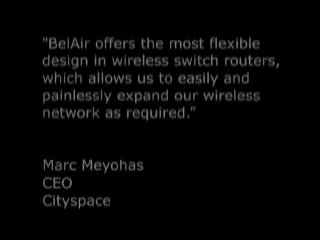 "BelAir offers the most flexible
design in wireless switch routers,
which allows us to easily and
painlessly expand our wireless
network as required."
Marc Meyohas
CEO
Cityspace